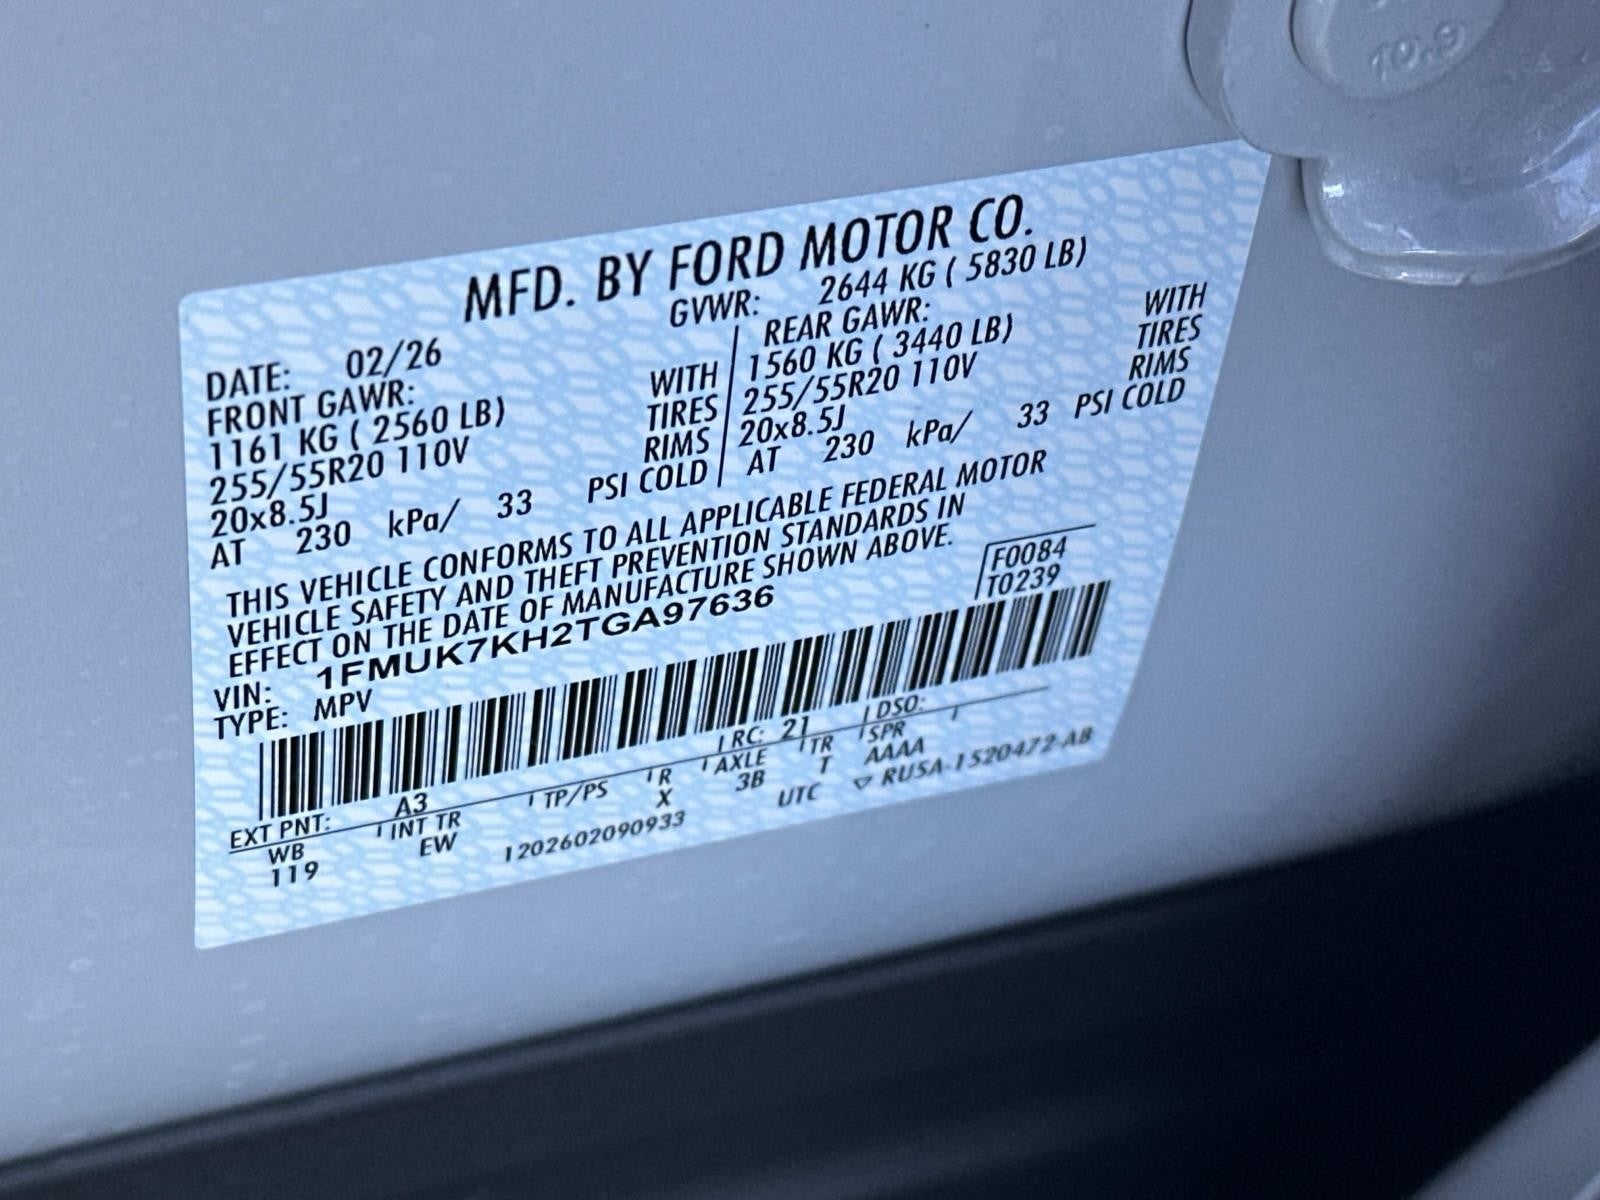 10.9
MFD. BY FORD MOTOR CO.
DATE: 02/26 GVWR: 2644 KG ( 5830 LB)
FRONT GAWR: REAR GAWR:
1161 KG ( 2560 LB) WITH 1560 KG ( 3440 LB) WITH
255/55R20 110V TIRES 255/55R20 110V TIRES
20x8.5J RIMS 20x8.5J RIMS
AT 230 kPa/ 33 PSI COLD AT 230 kPa/ 33 PSI COLD
THIS VEHICLE CONFORMS TO ALL APPLICABLE FEDERAL MOTOR
VEHICLE SAFETY AND THEFT PREVENTION STANDARDS IN
EFFECT ON THE DATE OF MANUFACTURE SHOWN ABOVE.
F0084
VIN: 1FMUK7KH2TGA97636 T0239
TYPE: MPV
EXT PNT: A3 RC: 21 DSO:
WB INT TR TP/PS R AXLE TR SPR
119 EW X 3B T AAAA
1202602090933 UTC ▽ RU5A-1520472-AB